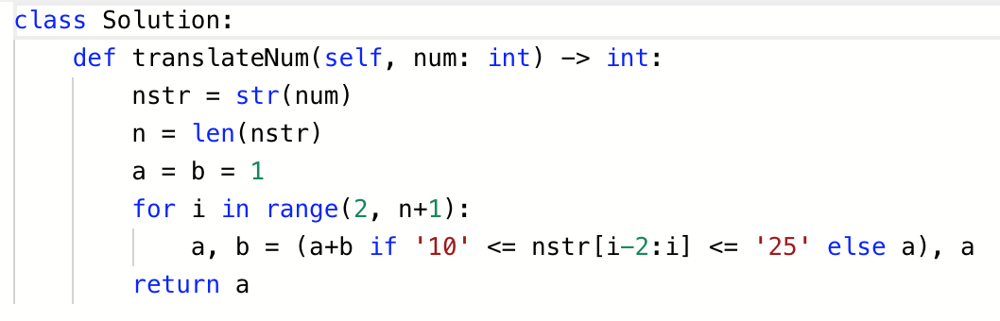 class Solution:
    def translateNum(self, num: int) -> int:
        nstr = str(num)
        n = len(nstr)
        a = b = 1
        for i in range(2, n+1):
            a, b = (a+b if '10' <= nstr[i-2:i] <= '25' else a), a
        return a